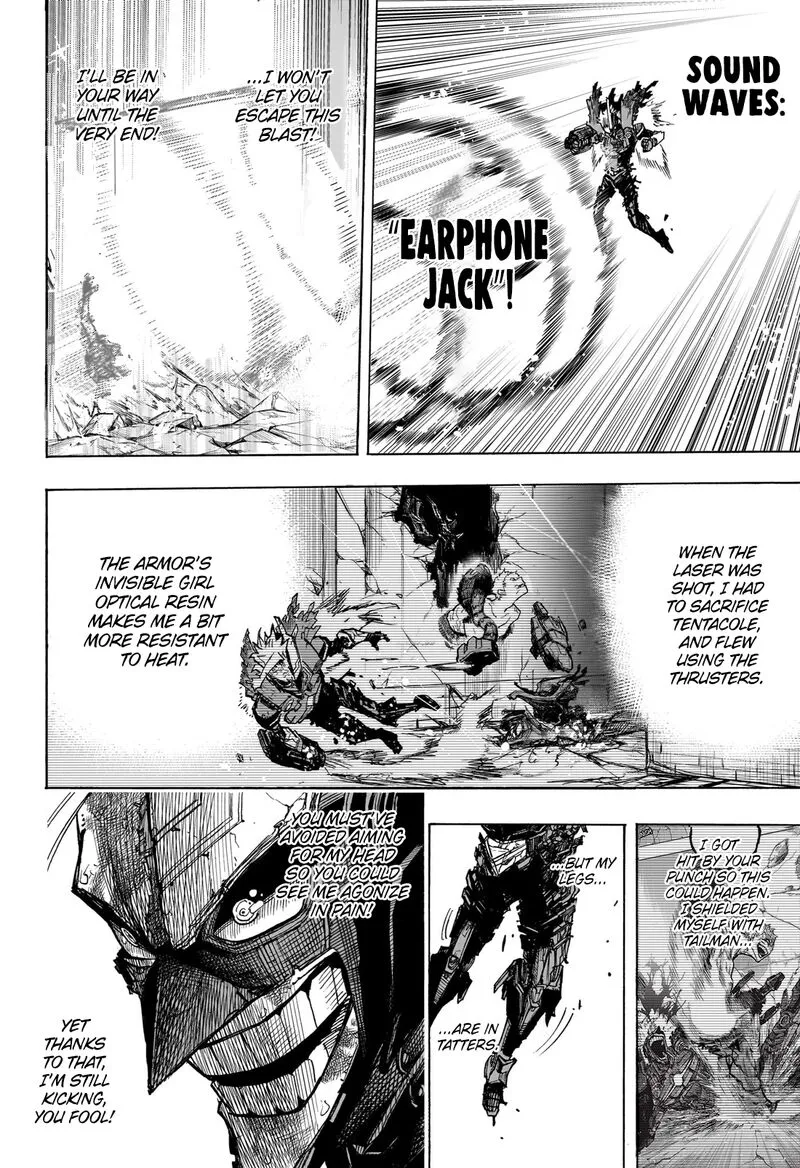 SOUND
WAVES:
"EARPHONE
JACK"!
...I WON'T
LET YOU
ESCAPE THIS
BLAST!
I'LL BE IN
YOUR WAY
UNTIL THE
VERY END!
WHEN THE
LASER WAS
SHOT, I HAD
TO SACRIFICE
TENTACOLE,
AND FLEW
USING THE
THRUSTERS.
THE ARMOR'S
INVISIBLE GIRL
OPTICAL RESIN
MAKES ME A BIT
MORE RESISTANT
TO HEAT.
I GOT
HIT BY YOUR
PUNCH SO THIS
COULD HAPPEN.
I SHIELDED
MYSELF WITH
TAILMAN...
...BUT MY
LEGS...
...ARE IN
TATTERS!
YOU MUST'VE
AVOIDED AIMING
FOR MY HEAD
SO YOU COULD
SEE ME AGONIZE
IN PAIN!
YET
THANKS
TO THAT,
I'M STILL
KICKING,
YOU FOOL!